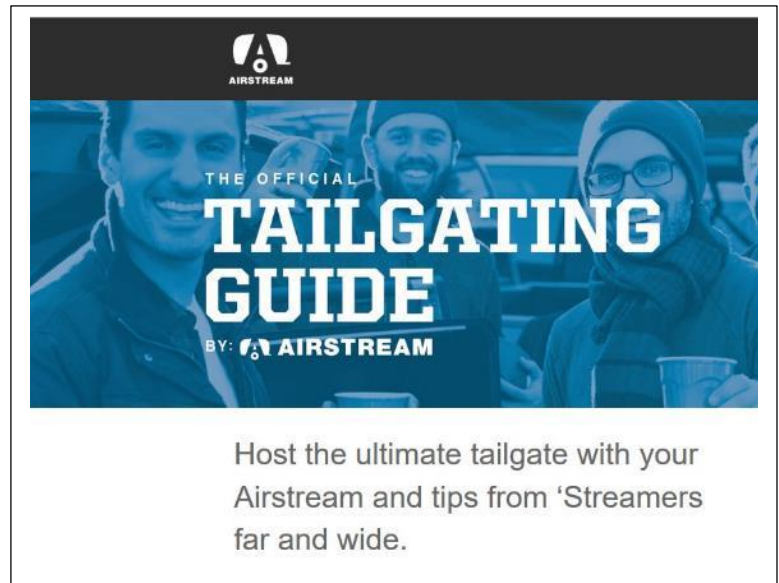 AIRSTREAM
THE OFFICIAL
TAILGATING
GUIDE
BY: AIRSTREAM
Host the ultimate tailgate with your
Airstream and tips from ‘Streamers
far and wide.